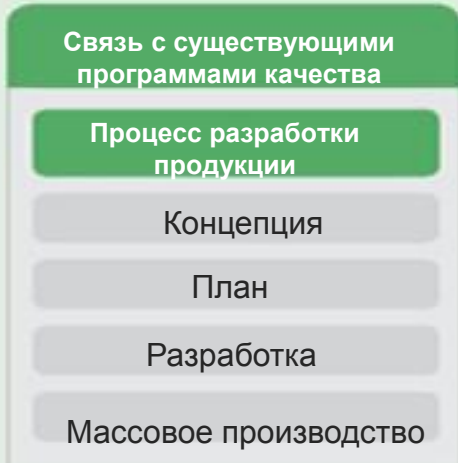 Связь с существующими
программами качества
Процесс разработки
продукции
Концепция
План
Разработка
Массовое производство